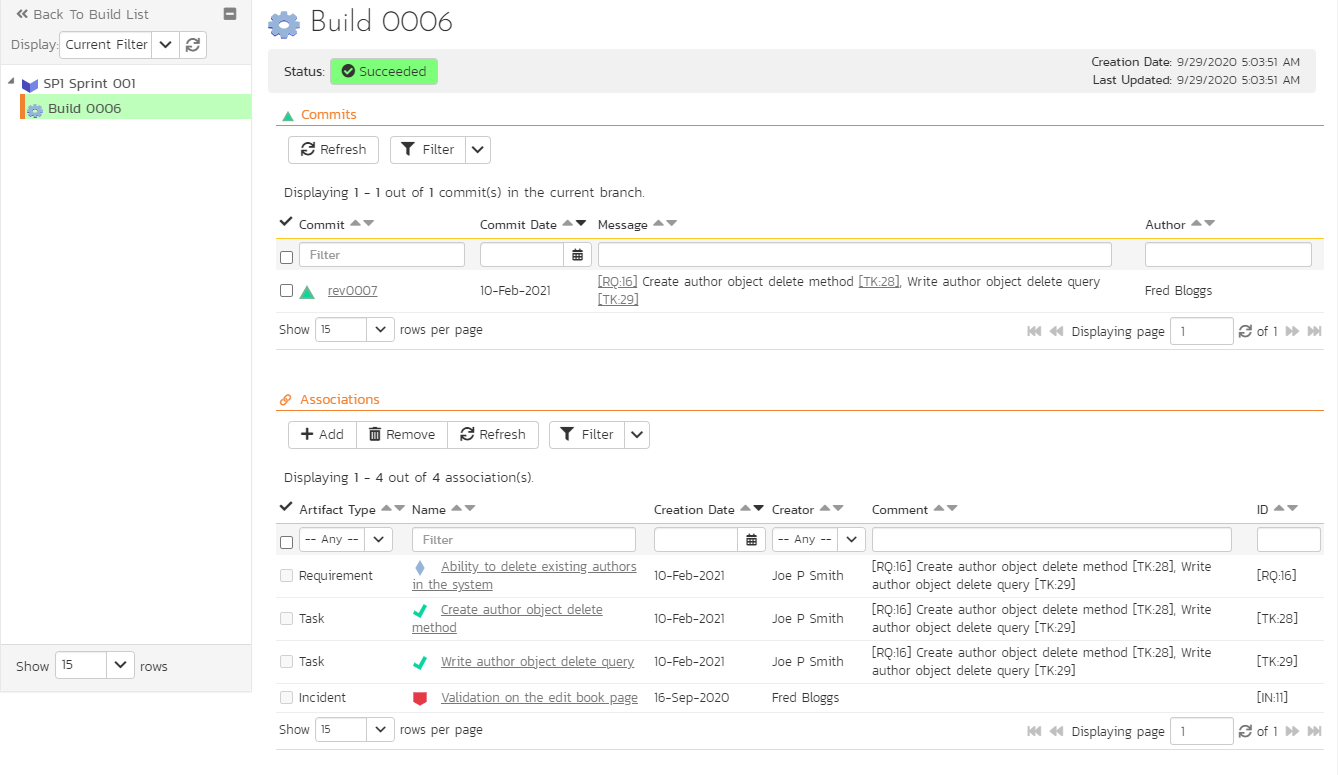 Back To Build List
Display: Current Filter
SP1 Sprint 001
Build 0006
Show 15 rows
Build 0006
Status: Succeeded
Creation Date: 9/29/2020 5:03:51 AM
Last Updated: 9/29/2020 5:03:51 AM
Commits
Refresh Filter
Displaying 1 - 1 out of 1 commit(s) in the current branch.
Commit Commit Date Message Author
Filter
rev0007 10-Feb-2021 [RQ:16] Create author object delete method [TK:28], Write author object delete query Fred Bloggs
[TK:29]
Show 15 rows per page Displaying page 1 of 1
Associations
Add Remove Refresh Filter
Displaying 1 - 4 out of 4 association(s).
Artifact Type Name Creation Date Creator Comment ID
-- Any -- Filter -- Any --
Requirement Ability to delete existing authors 10-Feb-2021 Joe P Smith [RQ:16] Create author object delete method [TK:28], Write [RQ:16]
in the system author object delete query [TK:29]
Task Create author object delete 10-Feb-2021 Joe P Smith [RQ:16] Create author object delete method [TK:28], Write [TK:28]
method author object delete query [TK:29]
Task Write author object delete query 10-Feb-2021 Joe P Smith [RQ:16] Create author object delete method [TK:28], Write [TK:29]
author object delete query [TK:29]
Incident Validation on the edit book page 16-Sep-2020 Fred Bloggs [IN:11]
Show 15 rows per page Displaying page 1 of 1